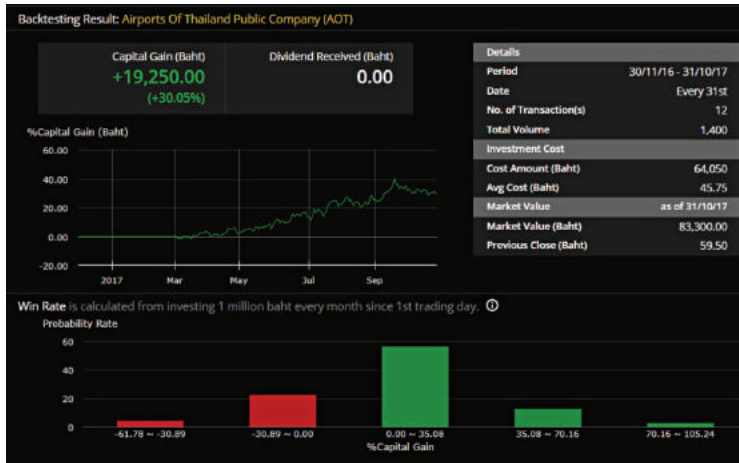 Backtesting Result: Airports Of Thailand Public Company (AOT)
Capital Gain (Baht)
+19,250.00
(+30.05%)
Dividend Received (Baht)
0.00
%Capital Gain (Baht)
60.00
40.00
20.00
0.00
-20.00
2017 Mar May Jul Sep
Details
Period 30/11/16 - 31/10/17
Date Every 31st
No. of Transaction(s) 12
Total Volume 1,400
Investment Cost
Cost Amount (Baht) 64,050
Avg Cost (Baht) 45.75
Market Value as of 31/10/17
Market Value (Baht) 83,300.00
Previous Close (Baht) 59.50
Win Rate is calculated from investing 1 million baht every month since 1st trading day.
Probability Rate
60
40
20
0
-61.78 ~ -30.89 -30.89 ~ 0.00 0.00 ~ 35.08 35.08 ~ 70.16 70.16 ~ 105.24
%Capital Gain